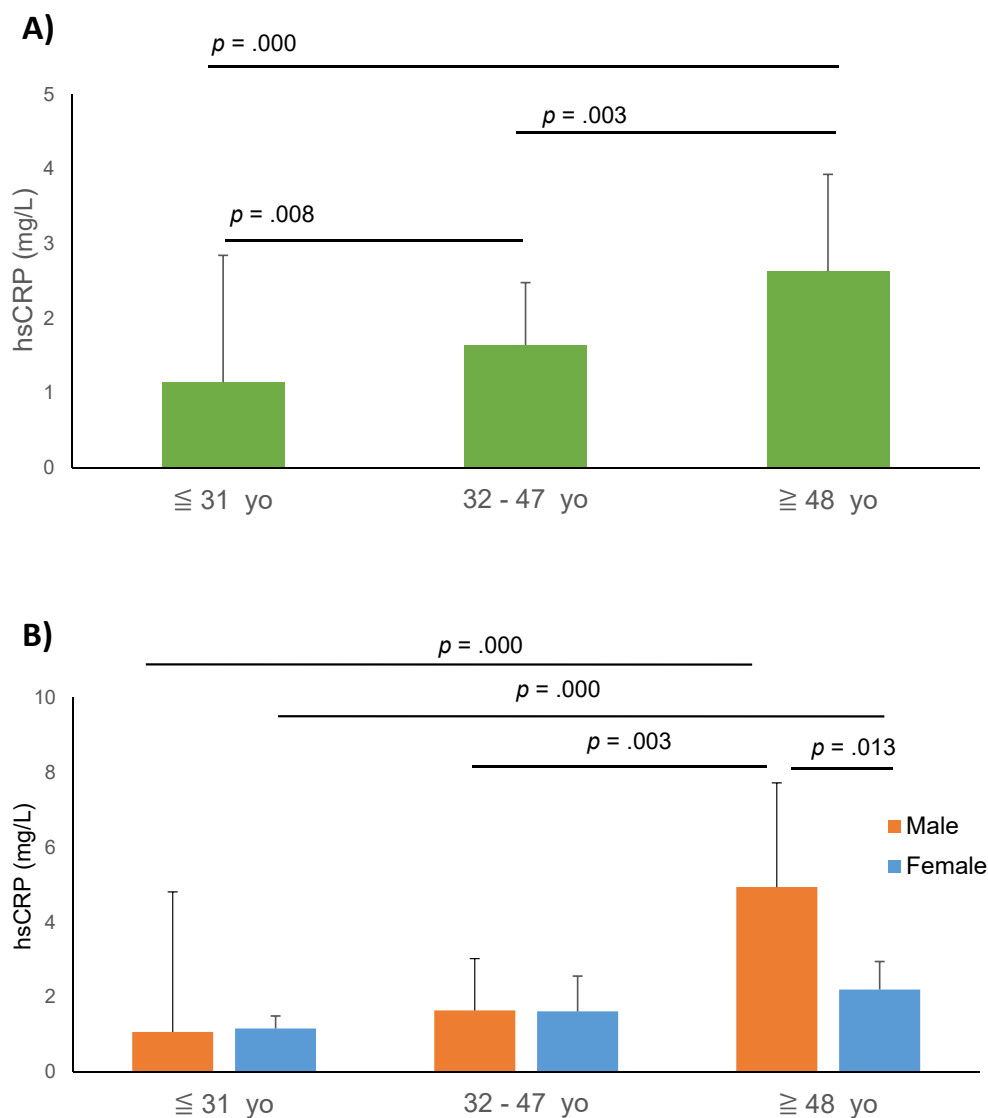 A)
p = .000
p = .003
p = .008
hsCRP (mg/L)
5
4
3
2
1
0
≦ 31 yo
32 - 47 yo
≧ 48 yo
B)
p = .000
p = .000
p = .003
p = .013
hsCRP (mg/L)
10
8
6
4
2
0
Male
Female
≦ 31 yo
32 - 47 yo
≧ 48 yo